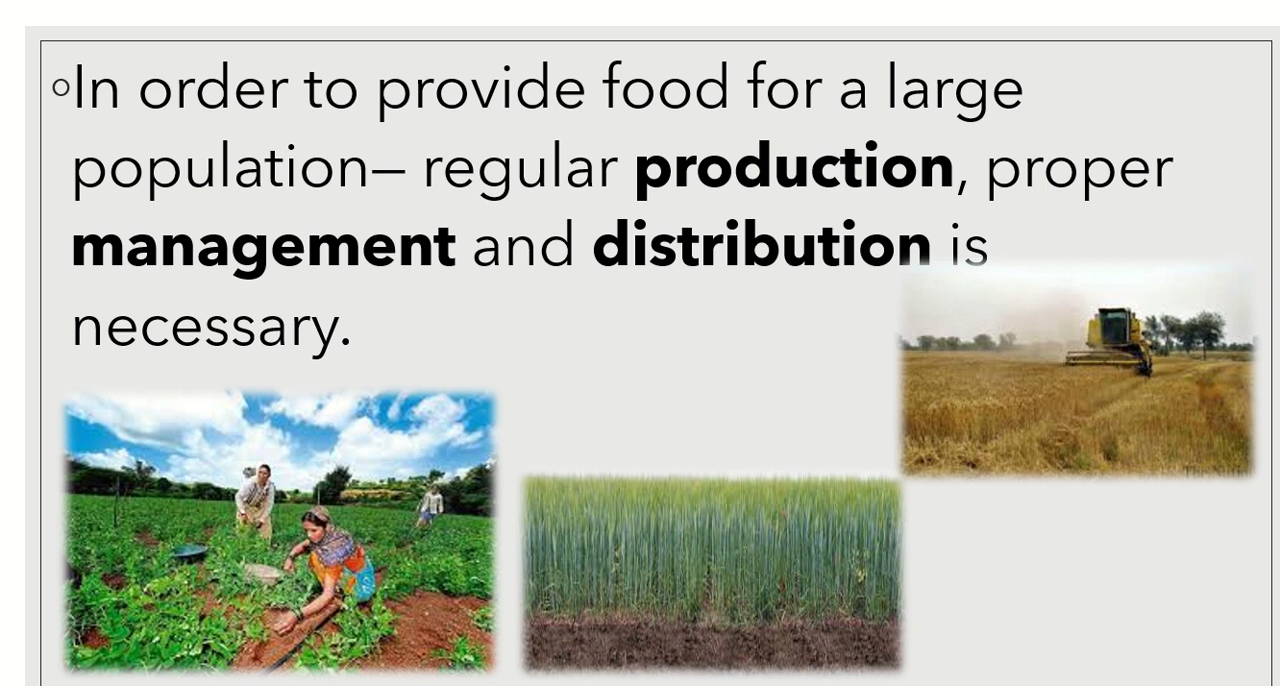 ◦In order to provide food for a large
population– regular production, proper
management and distribution is
necessary.